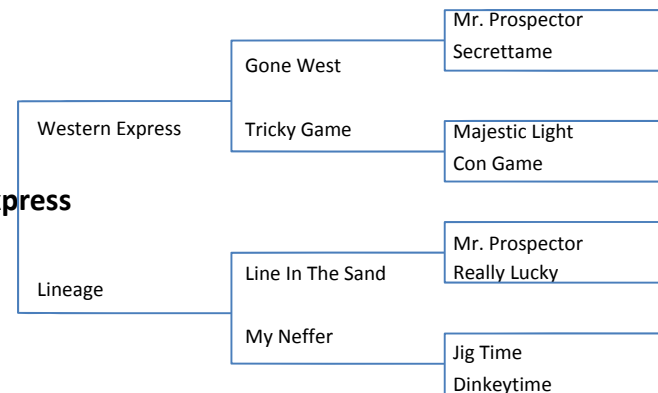 Mr. Prospector
Secrettame
Gone West
Western Express
Tricky Game
Majestic Light
Con Game
press
Mr. Prospector
Really Lucky
Line In The Sand
Lineage
My Neffer
Jig Time
Dinkeytime